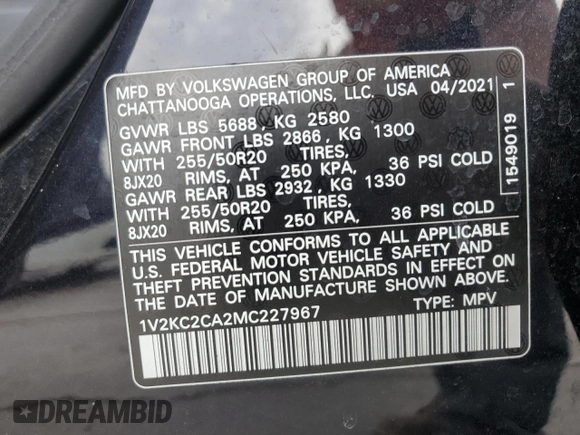 MFD BY VOLKSWAGEN GROUP OF AMERICA
CHATTANOOGA OPERATIONS, LLC. USA 04/2021
GVWR LBS 5688, KG 2580
GAWR FRONT LBS 2866, KG 1300
WITH 255/50R20 TIRES,
8JX20 RIMS, AT 250 KPA, 36 PSI COLD
GAWR REAR LBS 2932, KG 1330
WITH 255/50R20 TIRES,
8JX20 RIMS, AT 250 KPA, 36 PSI COLD
THIS VEHICLE CONFORMS TO ALL APPLICABLE
U.S. FEDERAL MOTOR VEHICLE SAFETY AND
THEFT PREVENTION STANDARDS IN EFFECT ON
THE DATE OF MANUFACTURE SHOWN ABOVE.
1V2KC2CA2MC227967 TYPE: MPV
1549019 1
DREAMBID